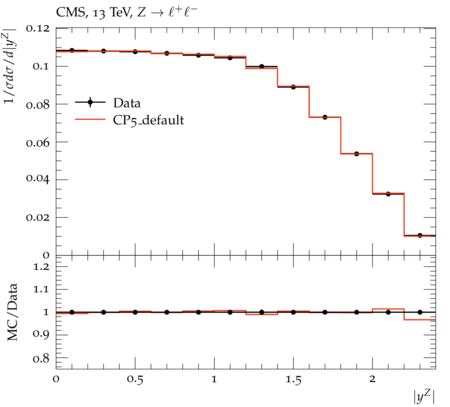 CMS, 13 TeV, Z → ℓ⁺ℓ⁻
1/σdσ/d|y^Z|
0.12
0.1
0.08
0.06
0.04
0.02
0
Data
CP5_default
MC/Data
1.2
1.1
1
0.9
0.8
0 0.5 1 1.5 2
|y^Z|